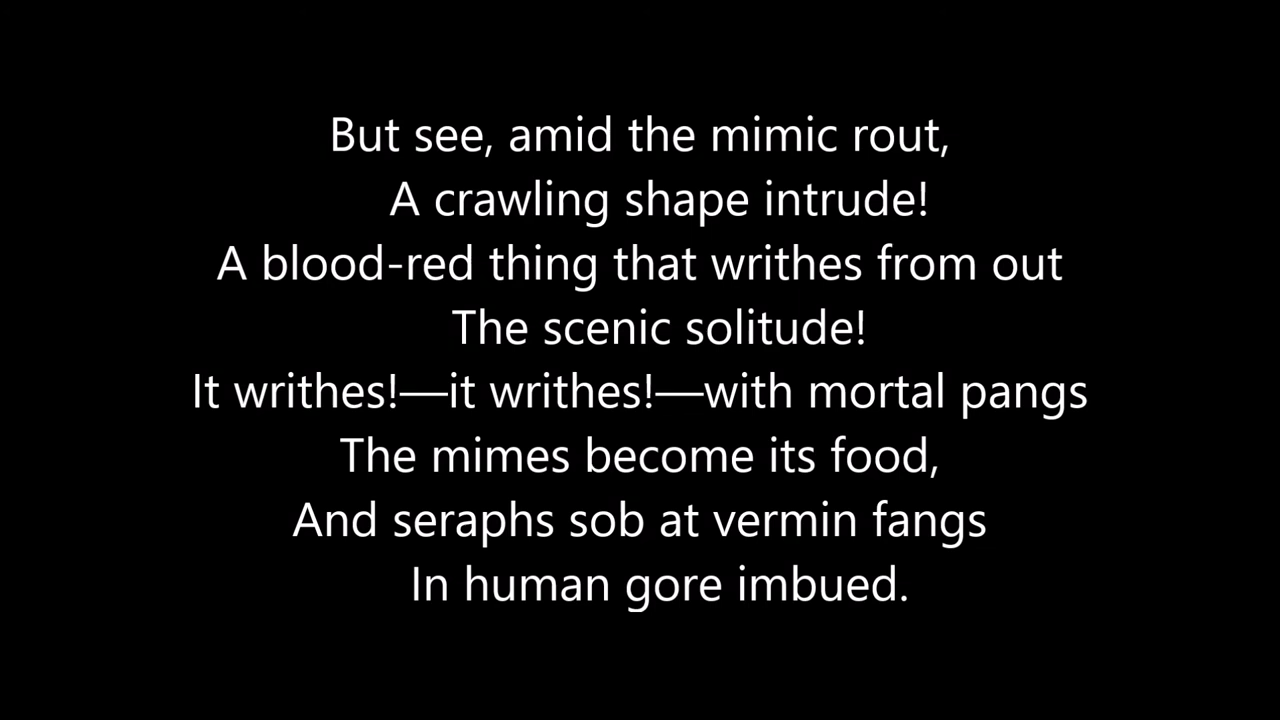 But see, amid the mimic rout,
A crawling shape intrude!
A blood-red thing that writhes from out
The scenic solitude!
It writhes!—it writhes!—with mortal pangs
The mimes become its food,
And seraphs sob at vermin fangs
In human gore imbued.